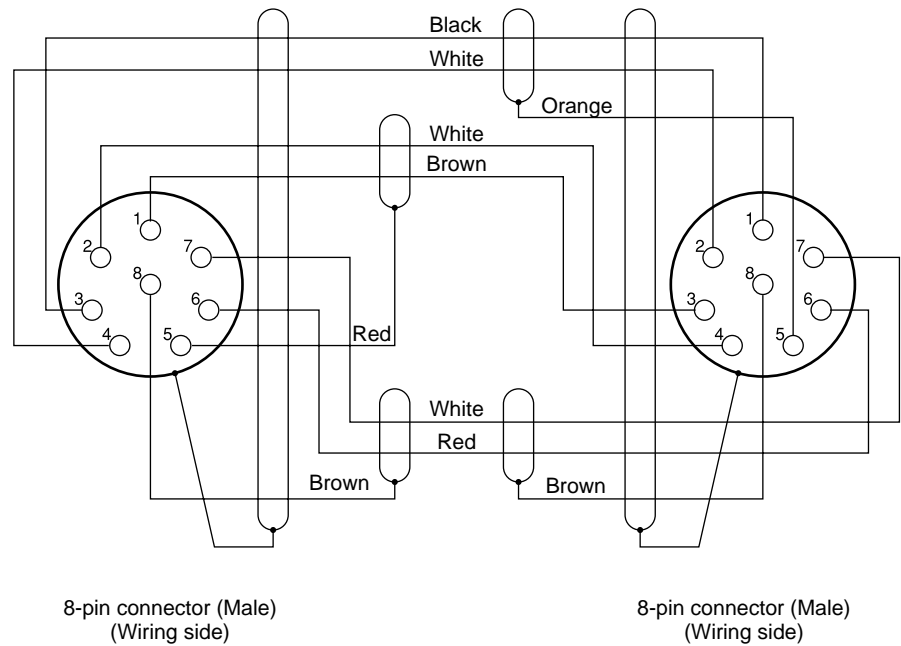 Black
White
Orange
White
Brown
1
2
7
8
3
6
4
5
1
2
7
8
3
6
4
5
Red
White
Red
Brown
Brown
8-pin connector (Male)
(Wiring side)
8-pin connector (Male)
(Wiring side)